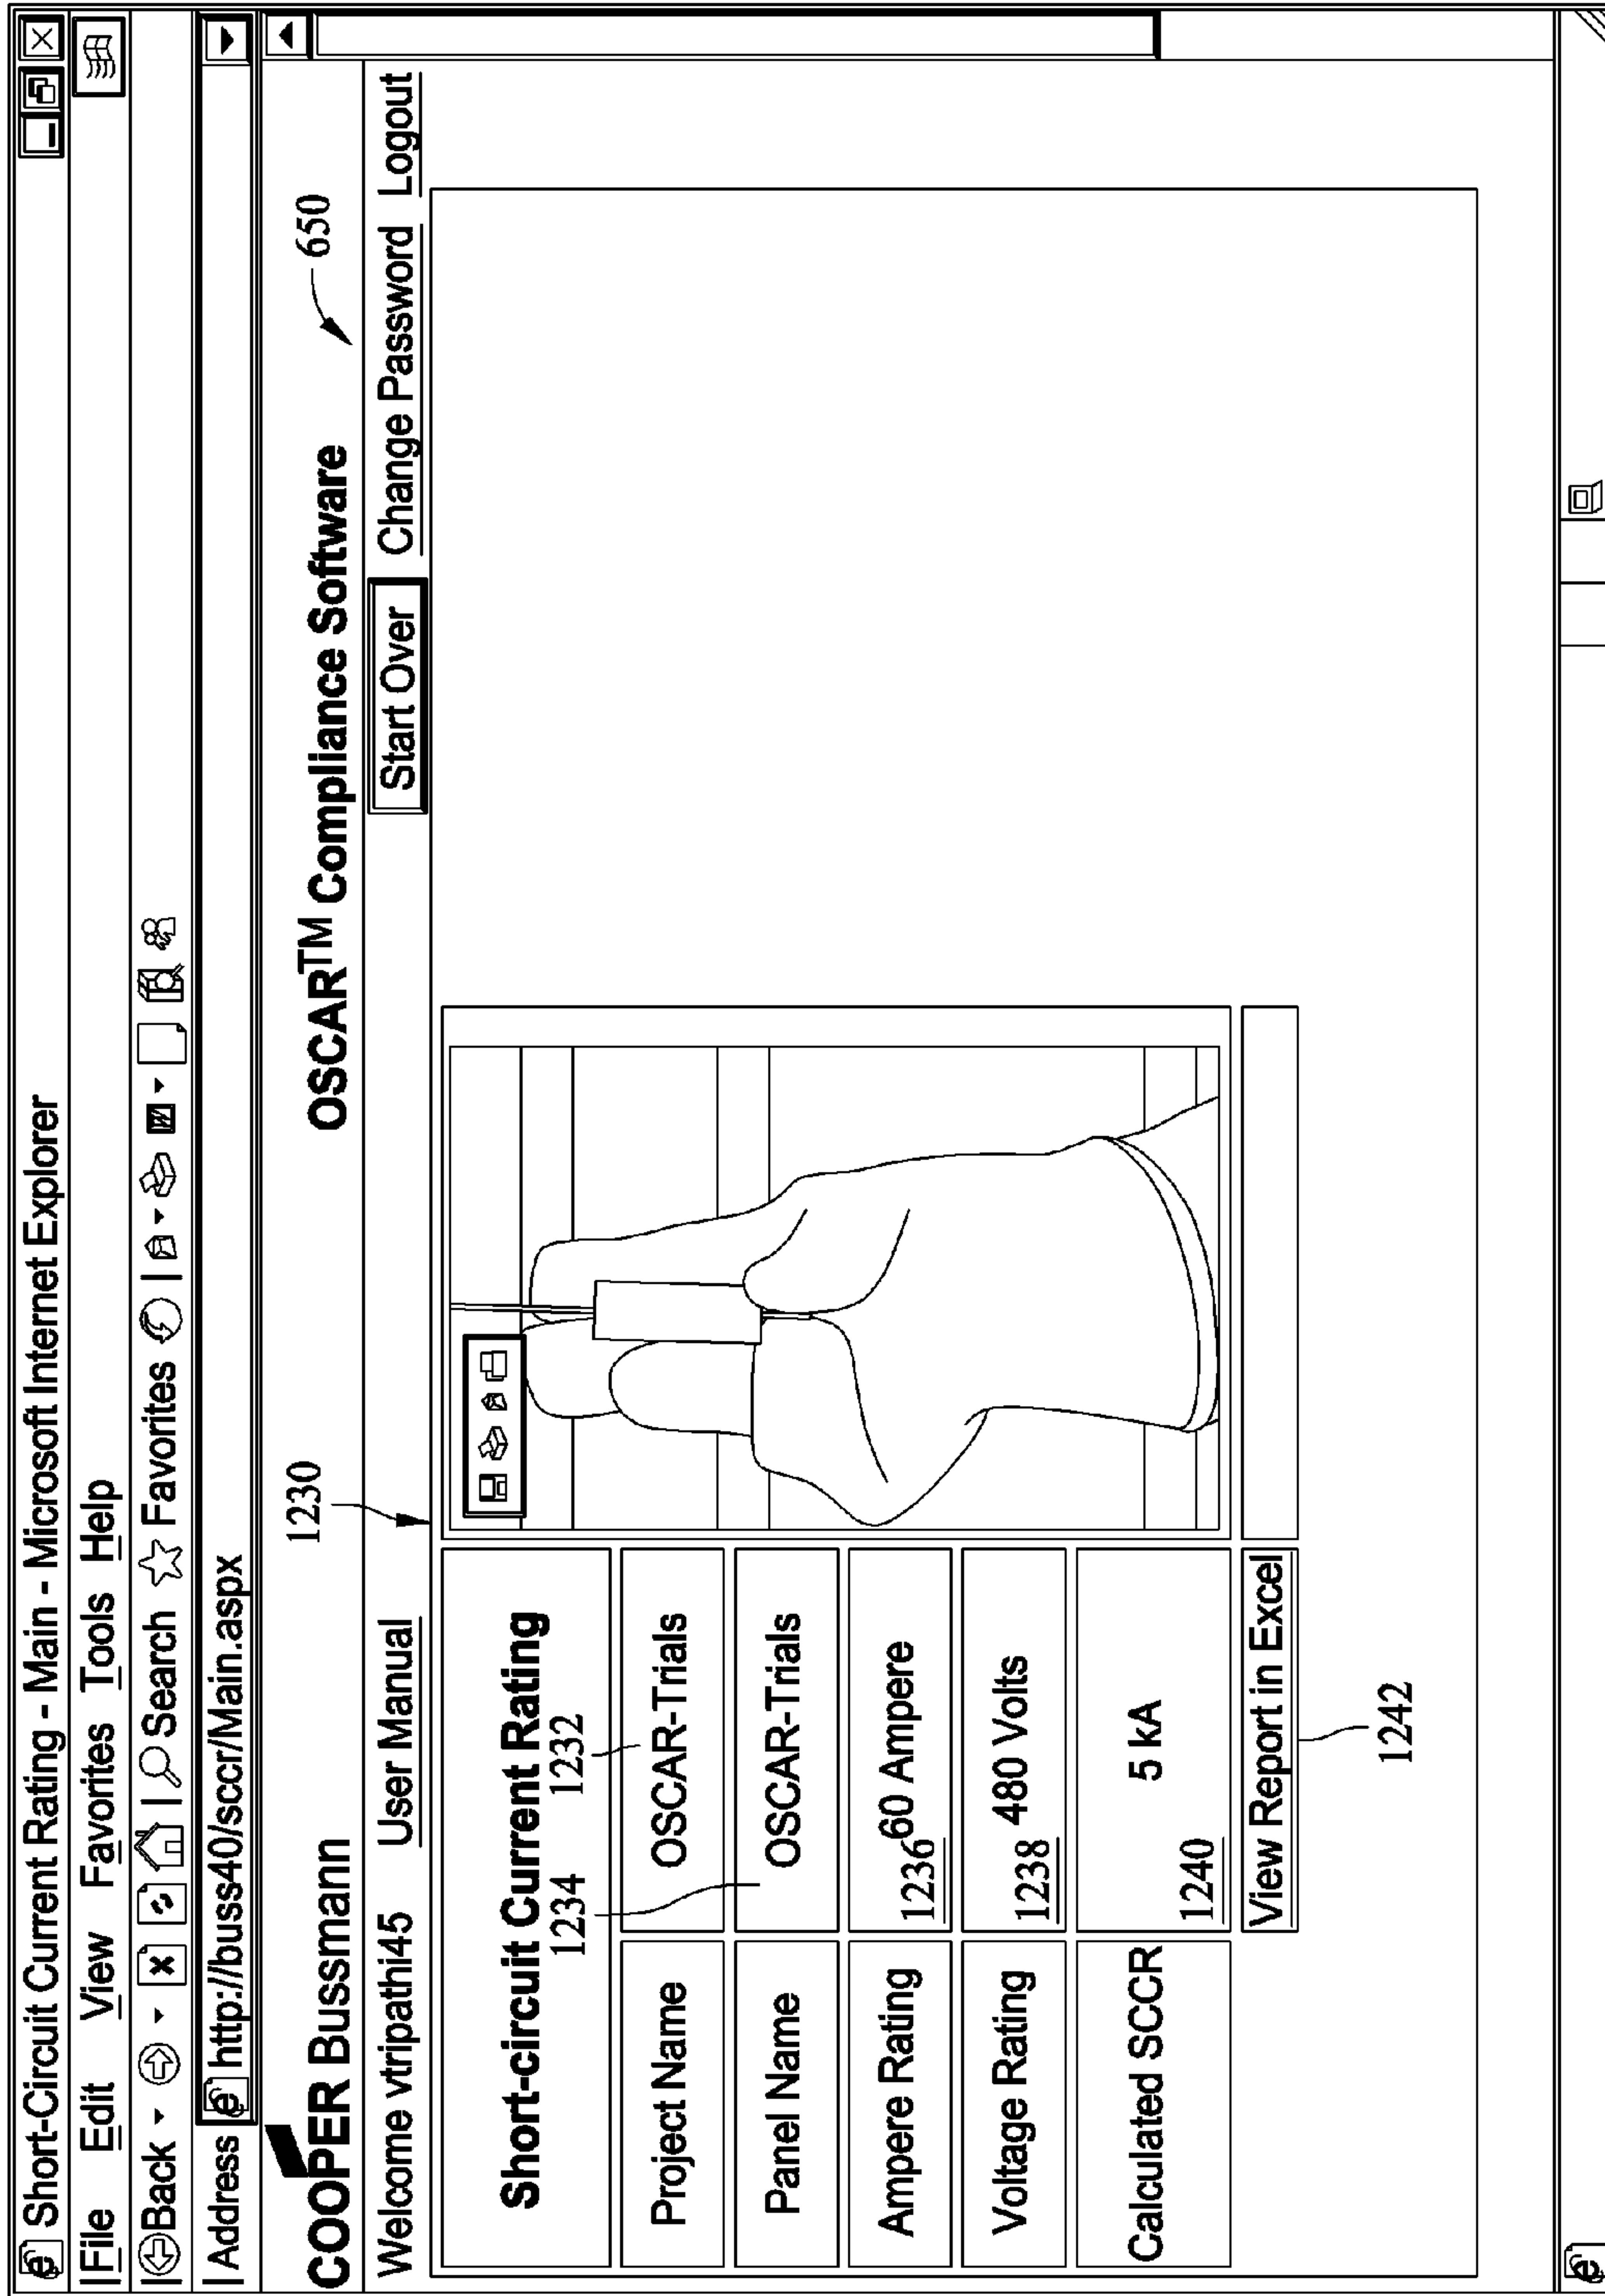 Short-Circuit Current Rating - Main - Microsoft Internet Explorer
File Edit View Favorites Tools Help
Back Search Favorites
Address http://buss40/sccr/Main.aspx
COOPER Bussmann
OSCAR™ Compliance Software
650
1230
Welcome vtripathi45 User Manual Start Over Change Password Logout
Short-circuit Current Rating
1234 1232
Project Name OSCAR-Trials
Panel Name OSCAR-Trials
Ampere Rating 1236 60 Ampere
Voltage Rating 1238 480 Volts
Calculated SCCR 1240 5 kA
View Report in Excel
1242